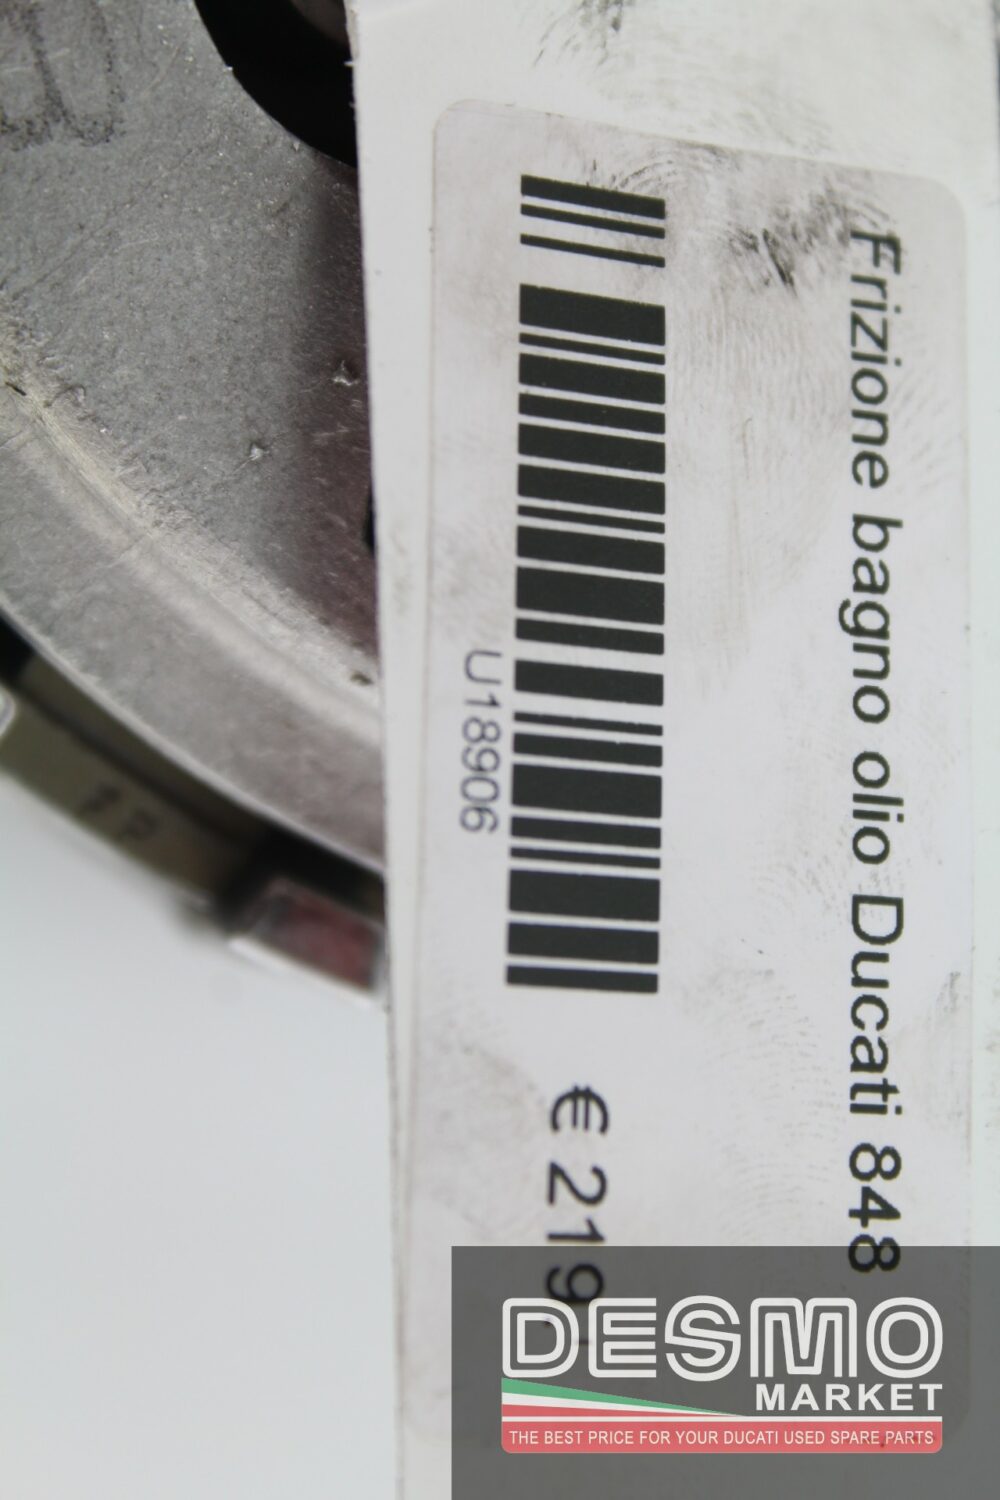 Frizione bagno olio Ducati 848
U18906
€ 219
DESMO
MARKET
THE BEST PRICE FOR YOUR DUCATI USED SPARE PARTS